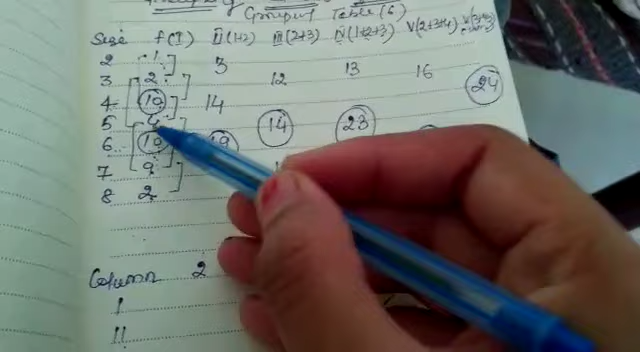 Grouping Table (6)
Size f(I) II(1+2) III(2+3) IV(1+2+3) V(2+3+4)
2 1
3
3 2 12 13 16
4 10 14 24
5 4 14 23
6 10 19
7 9
8 2
Column 2
I
II